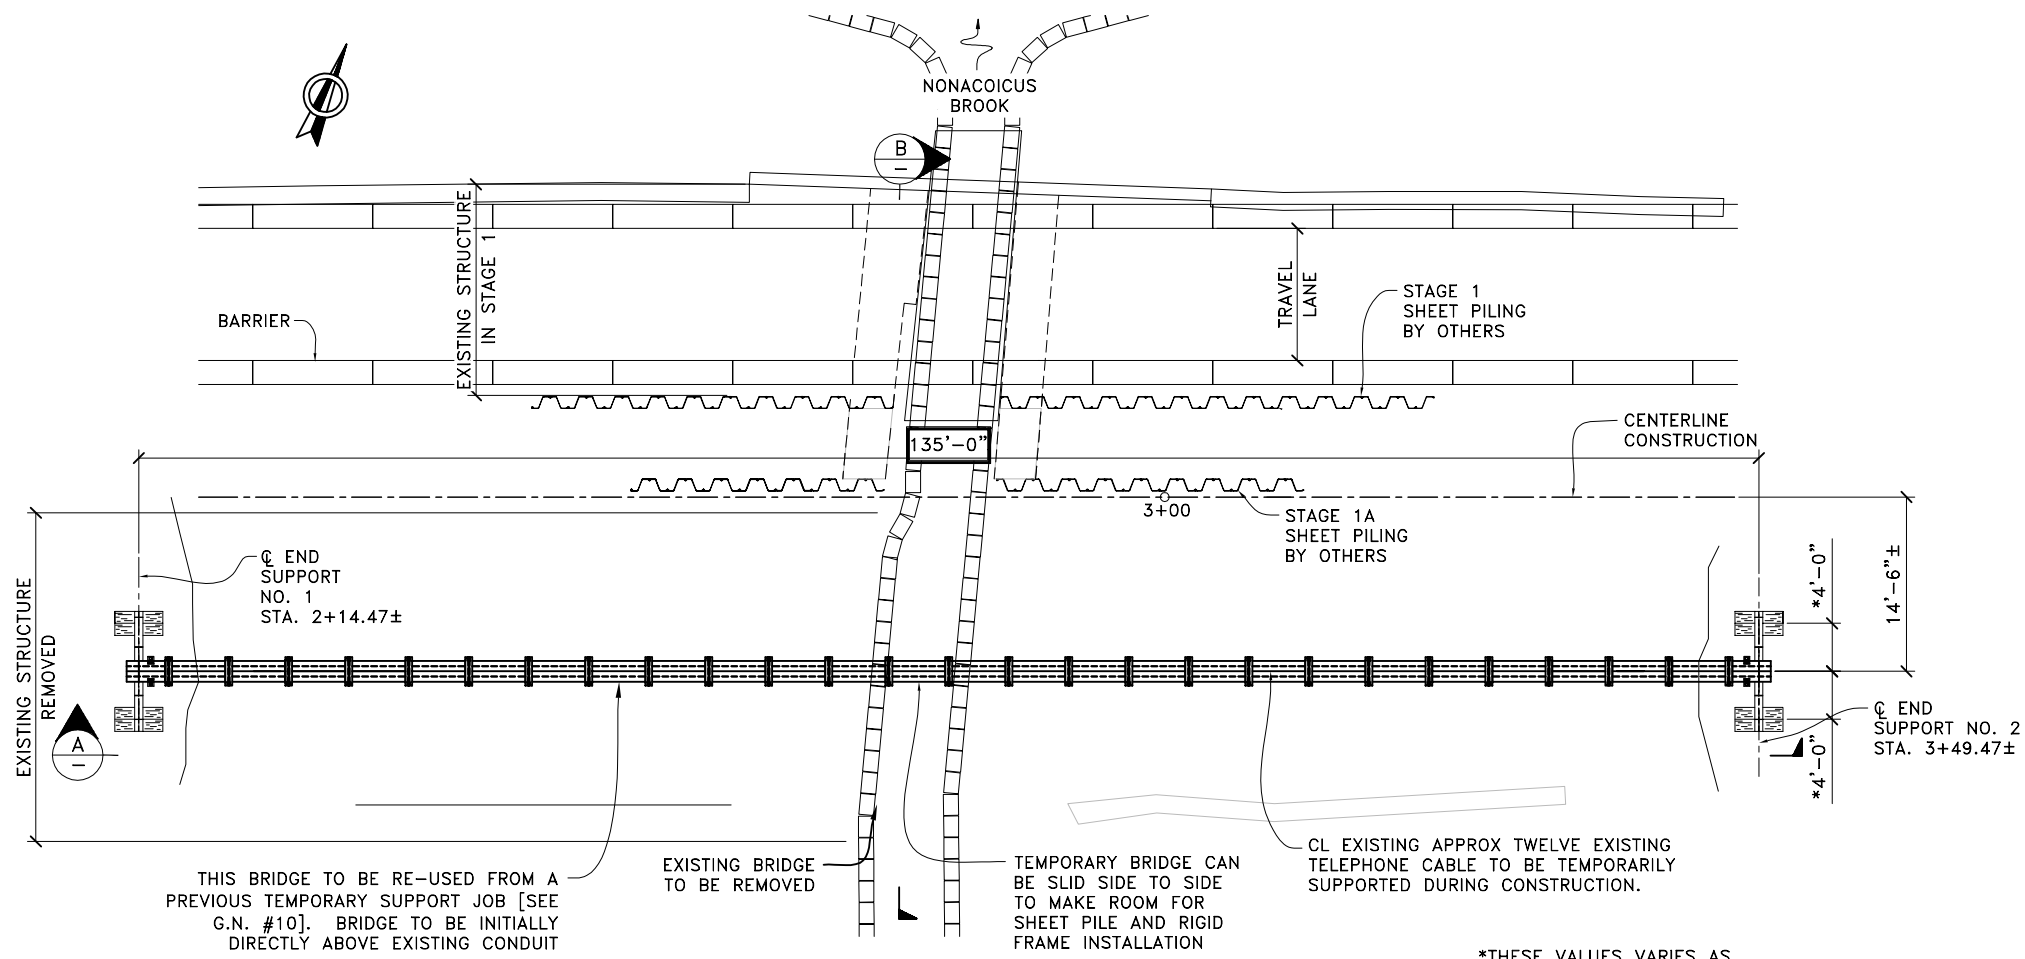 NONACOICUS
BROOK
B
–
EXISTING STRUCTURE
IN STAGE 1
BARRIER
TRAVEL
LANE
STAGE 1
SHEET PILING
BY OTHERS
135'-0"
CENTERLINE
CONSTRUCTION
3+00
STAGE 1A
SHEET PILING
BY OTHERS
℄ END
SUPPORT
NO. 1
STA. 2+14.47±
EXISTING STRUCTURE
REMOVED
*4'-0"
14'-6"±
A
–
*4'-0"
℄ END
SUPPORT NO. 2
STA. 3+49.47±
THIS BRIDGE TO BE RE-USED FROM A
PREVIOUS TEMPORARY SUPPORT JOB [SEE
G.N. #10]. BRIDGE TO BE INITIALLY
DIRECTLY ABOVE EXISTING CONDUIT
EXISTING BRIDGE
TO BE REMOVED
TEMPORARY BRIDGE CAN
BE SLID SIDE TO SIDE
TO MAKE ROOM FOR
SHEET PILE AND RIGID
FRAME INSTALLATION
CL EXISTING APPROX TWELVE EXISTING
TELEPHONE CABLE TO BE TEMPORARILY
SUPPORTED DURING CONSTRUCTION.
*THESE VALUES VARIES AS